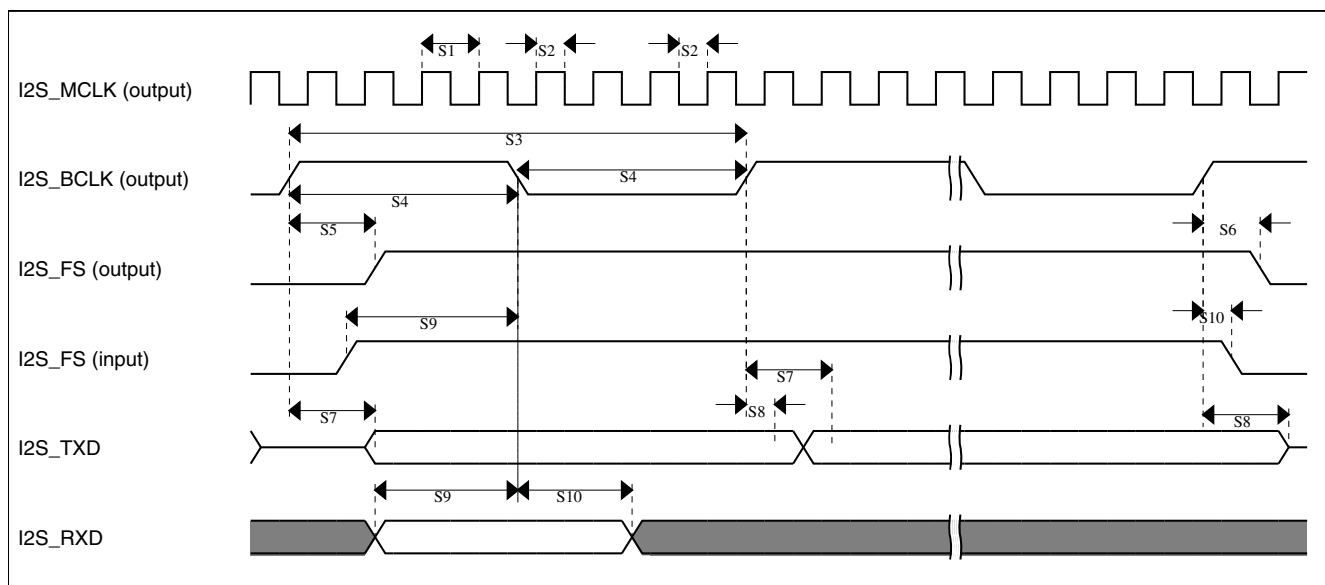 S1 S2 S2
I2S_MCLK (output)
S3
I2S_BCLK (output)
S4
S4
S5 S6
I2S_FS (output)
S9 S10
I2S_FS (input)
S7
S7 S8 S8
I2S_TXD
S9 S10
I2S_RXD